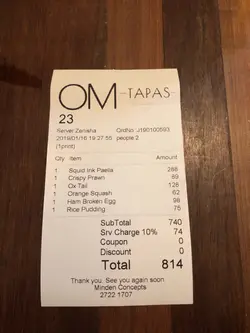 OM -TAPAS-
23
Server:Zanisha OrdNo :J190100593
2019/01/16 19:27:55 people:2
(1print)
Qty Item Amount
1 Squid Ink Paella 288
1 Crispy Prawn 89
1 Ox Tail 128
1 Orange Squash 62
1 Ham Broken Egg 98
1 Rice Pudding 75
SubTotal 740
Srv.Charge 10% 74
Coupon 0
Discount 0
Total 814
Thank you. See you again soon
Minden Concepts
2722 1707